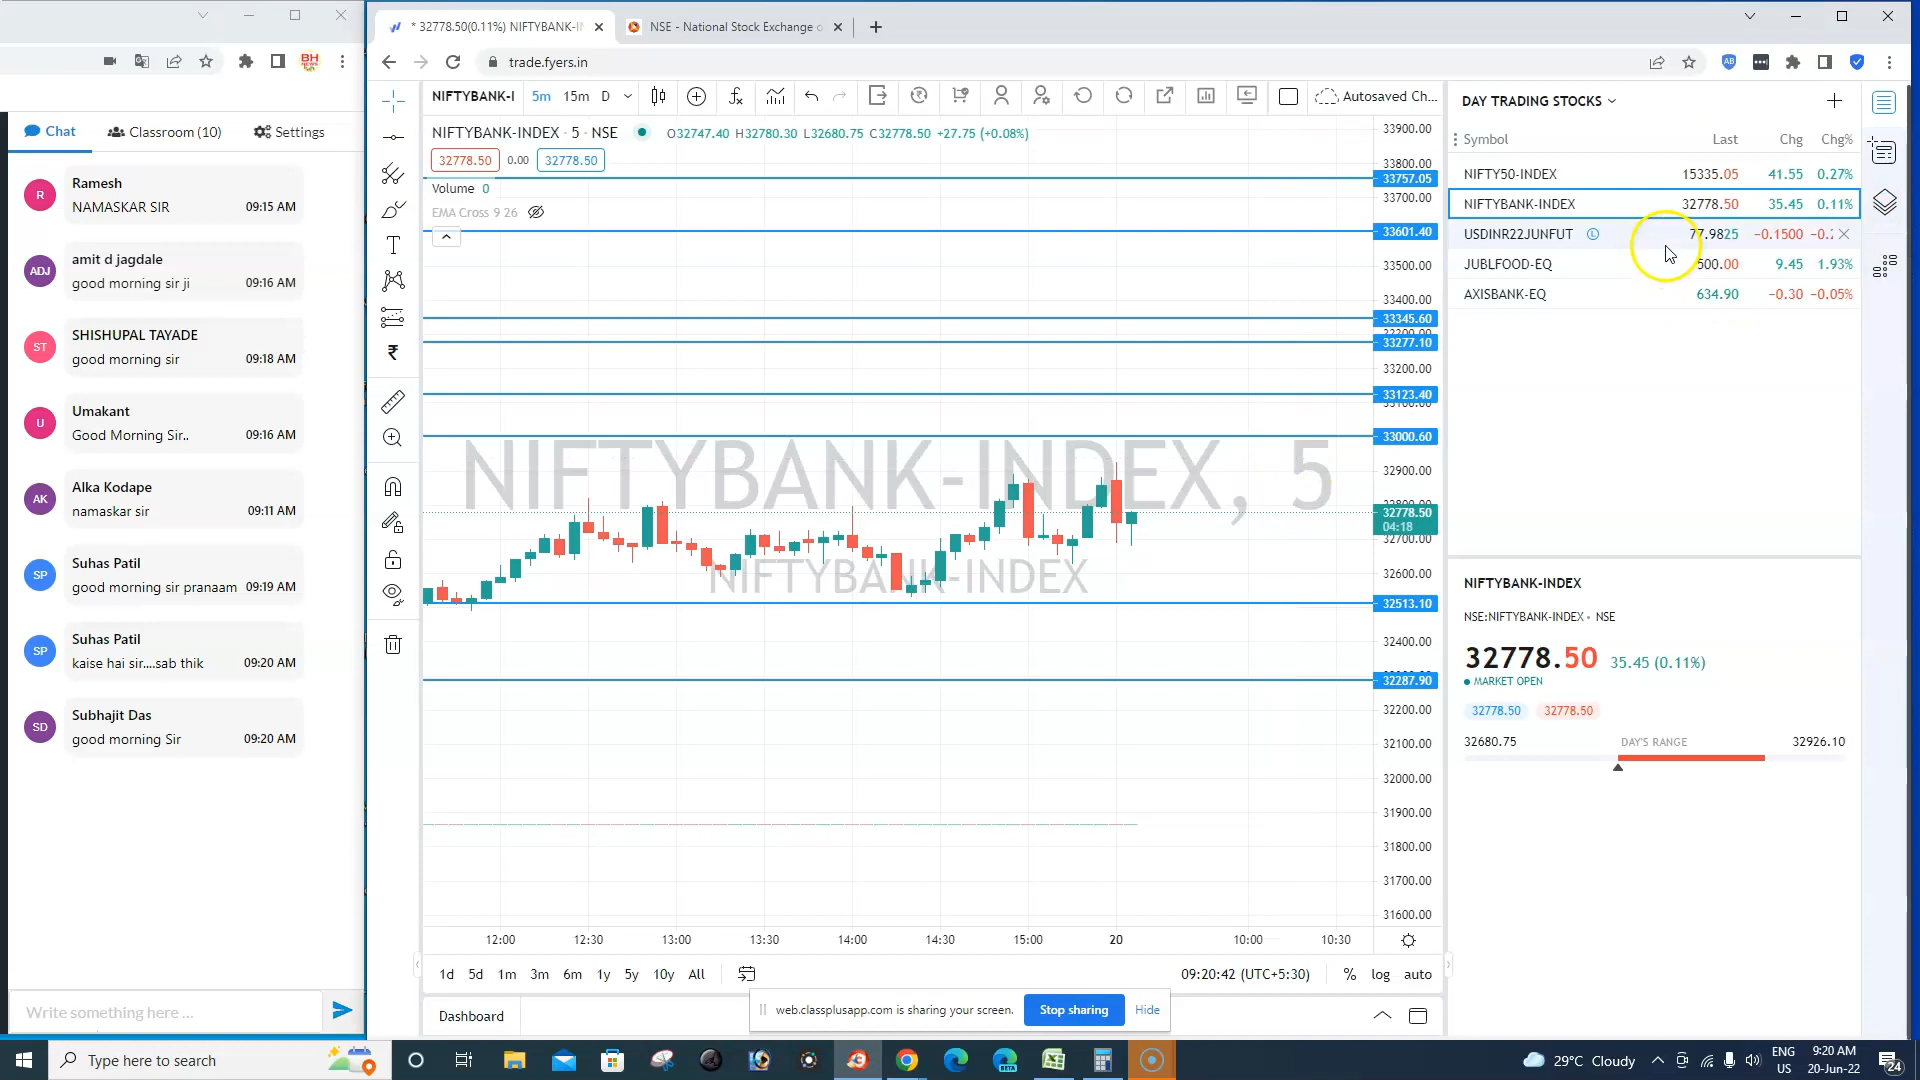 * 32778.50(0.11%) NIFTYBANK-IN
NSE - National Stock Exchange o
trade.fyers.in
Chat
Classroom (10)
Settings
Ramesh
NAMASKAR SIR 09:15 AM
amit d jagdale
good morning sir ji 09:16 AM
SHISHUPAL TAYADE
good morning sir 09:18 AM
Umakant
Good Morning Sir.. 09:16 AM
Alka Kodape
namaskar sir 09:11 AM
Suhas Patil
good morning sir pranaam 09:19 AM
Suhas Patil
kaise hai sir....sab thik 09:20 AM
Subhajit Das
good morning Sir 09:20 AM
R
ADJ
ST
U
AK
SP
SP
SD
Write something here ...
NIFTYBANK-I 5m 15m D
Autosaved Ch...
NIFTYBANK-INDEX · 5 · NSE O32747.40 H32780.30 L32680.75 C32778.50 +27.75 (+0.08%)
32778.50 0.00 32778.50
Volume 0
EMA Cross 9 26
NIFTYBANK-INDEX, 5
NIFTYBANK-INDEX
33900.00
33800.00
33757.05
33700.00
33601.40
33500.00
33400.00
33345.60
33277.10
33200.00
33123.40
33000.60
32900.00
32800.00
32778.50
04:18
32700.00
32600.00
32513.10
32400.00
32287.90
32200.00
32100.00
32000.00
31900.00
31800.00
31700.00
31600.00
12:00 12:30 13:00 13:30 14:00 14:30 15:00 20 10:00 10:30
1d 5d 1m 3m 6m 1y 5y 10y All
09:20:42 (UTC+5:30) % log auto
Dashboard
web.classplusapp.com is sharing your screen. Stop sharing Hide
DAY TRADING STOCKS
Symbol Last Chg Chg%
NIFTY50-INDEX 15335.05 41.55 0.27%
NIFTYBANK-INDEX 32778.50 35.45 0.11%
USDINR22JUNFUT L 77.9825 −0.1500
JUBLFOOD-EQ 500.00 9.45 1.93%
AXISBANK-EQ 634.90 −0.30 −0.05%
NIFTYBANK-INDEX
NSE:NIFTYBANK-INDEX • NSE
32778.50 35.45 (0.11%)
MARKET OPEN
32778.50 32778.50
32680.75 DAY'S RANGE 32926.10
Type here to search
29°C Cloudy
ENG
US
9:20 AM
20-Jun-22
24